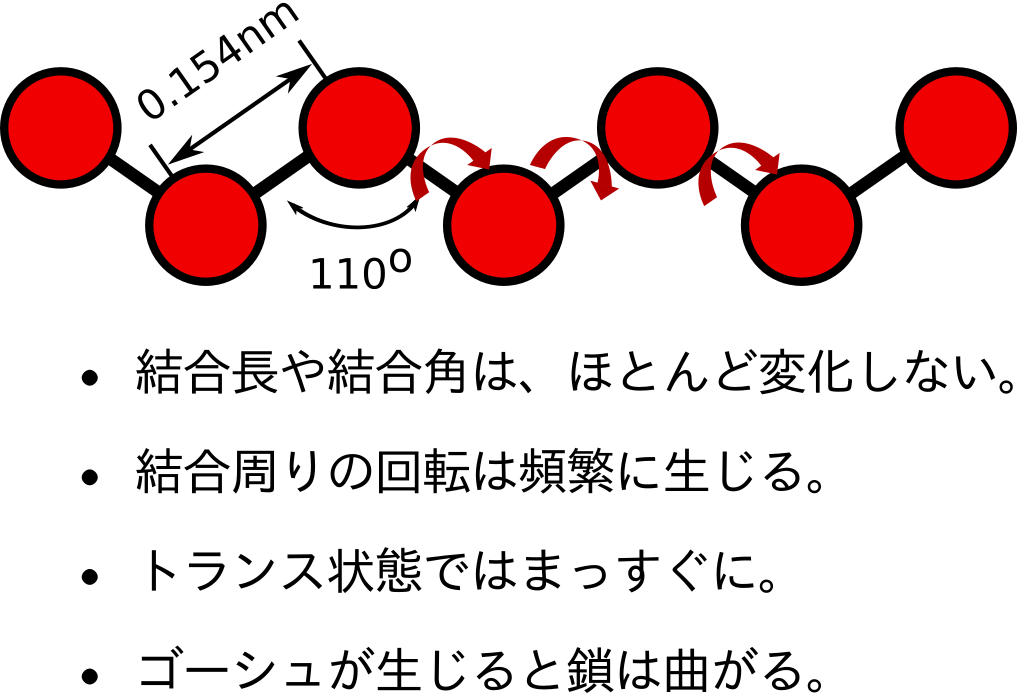 0.154nm
110º
• 結合長や結合角は、ほとんど変化しない。
• 結合周りの回転は頻繁に生じる。
• トランス状態ではまっすぐに。
• ゴーシュが生じると鎖は曲がる。